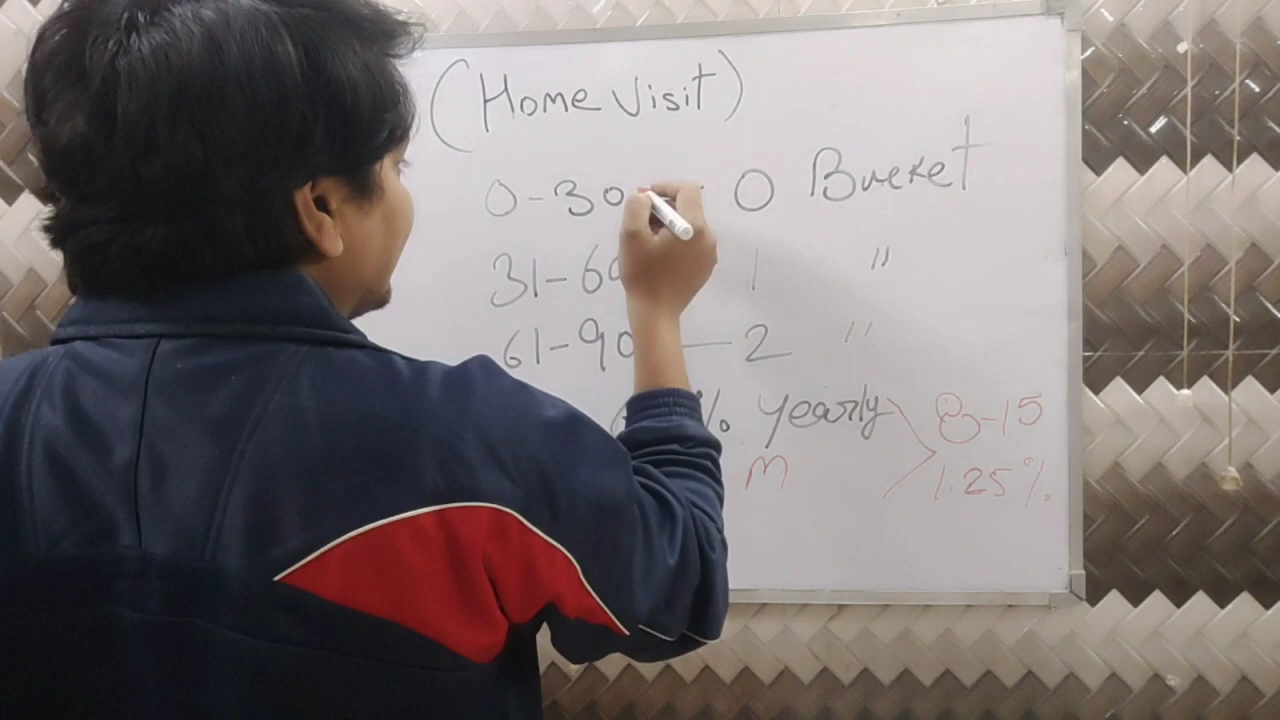 (Home Visit)
0-30 0 Bucket
31-60 1 "
61-90 — 2 "
% yearly 8-15
M 1.25%